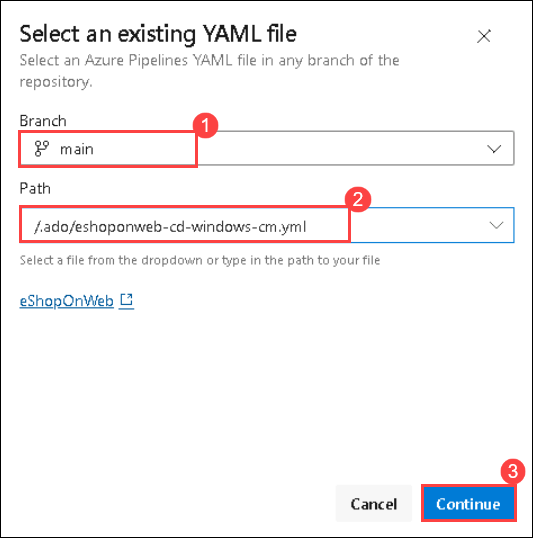 Select an existing YAML file
Select an Azure Pipelines YAML file in any branch of the
repository.
Branch
1
main
Path
2
/.ado/eshoponweb-cd-windows-cm.yml
Select a file from the dropdown or type in the path to your file
eShopOnWeb
3
Cancel
Continue